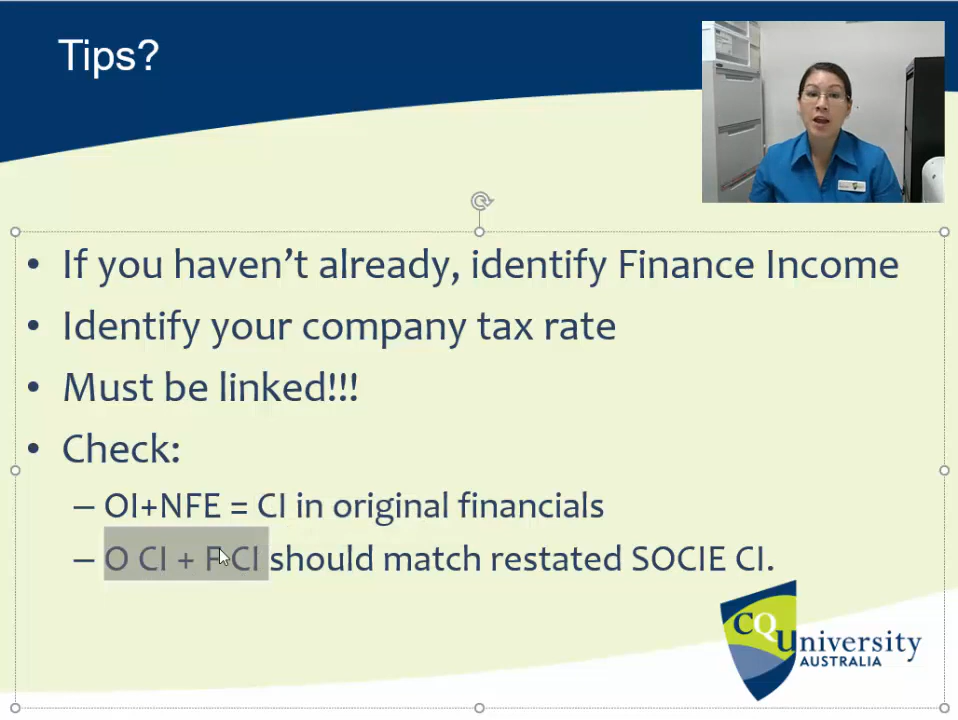 Tips?
• If you haven't already, identify Finance Income
• Identify your company tax rate
• Must be linked!!!
• Check:
– OI+NFE = CI in original financials
– O CI + F CI should match restated SOCIE CI.
CQUniversity
AUSTRALIA